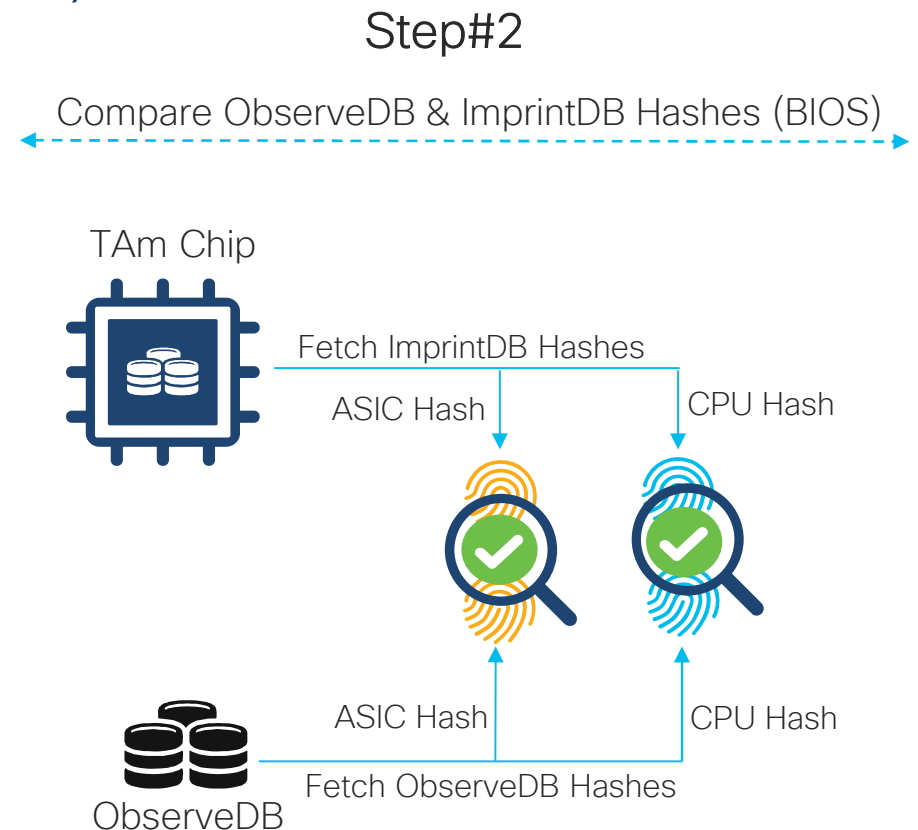 Step#2
Compare ObserveDB & ImprintDB Hashes (BIOS)
TAm Chip
Fetch ImprintDB Hashes
ASIC Hash
CPU Hash
ASIC Hash
CPU Hash
Fetch ObserveDB Hashes
ObserveDB